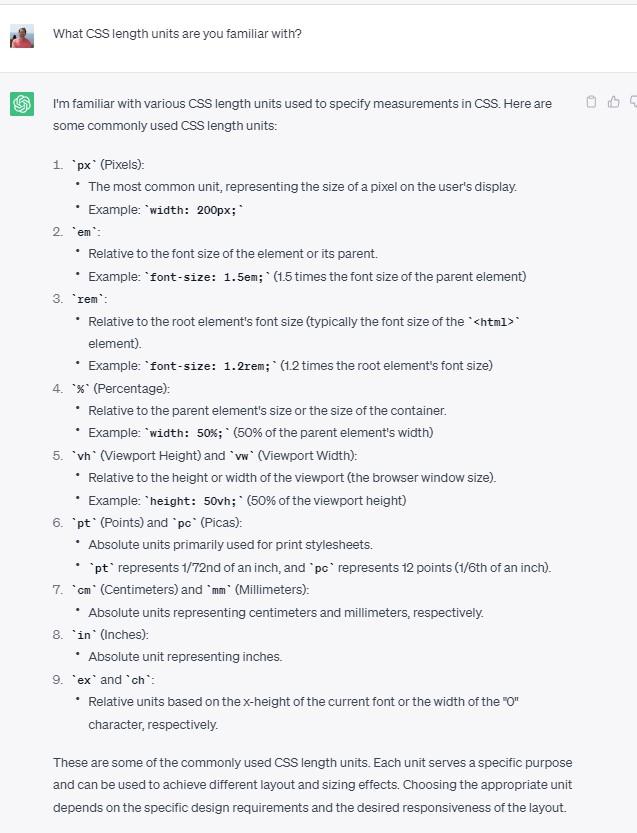 What CSS length units are you familiar with?
I'm familiar with various CSS length units used to specify measurements in CSS. Here are
some commonly used CSS length units:
1. `px` (Pixels):
• The most common unit, representing the size of a pixel on the user's display.
• Example: `width: 200px;`
2. `em`:
• Relative to the font size of the element or its parent.
• Example: `font-size: 1.5em;` (1.5 times the font size of the parent element)
3. `rem`:
• Relative to the root element's font size (typically the font size of the `<html>`
element).
• Example: `font-size: 1.2rem;` (1.2 times the root element's font size)
4. `%` (Percentage):
• Relative to the parent element's size or the size of the container.
• Example: `width: 50%;` (50% of the parent element's width)
5. `vh` (Viewport Height) and `vw` (Viewport Width):
• Relative to the height or width of the viewport (the browser window size).
• Example: `height: 50vh;` (50% of the viewport height)
6. `pt` (Points) and `pc` (Picas):
• Absolute units primarily used for print stylesheets.
• `pt` represents 1/72nd of an inch, and `pc` represents 12 points (1/6th of an inch).
7. `cm` (Centimeters) and `mm` (Millimeters):
• Absolute units representing centimeters and millimeters, respectively.
8. `in` (Inches):
• Absolute unit representing inches.
9. `ex` and `ch`:
• Relative units based on the x-height of the current font or the width of the "0"
character, respectively.
These are some of the commonly used CSS length units. Each unit serves a specific purpose
and can be used to achieve different layout and sizing effects. Choosing the appropriate unit
depends on the specific design requirements and the desired responsiveness of the layout.